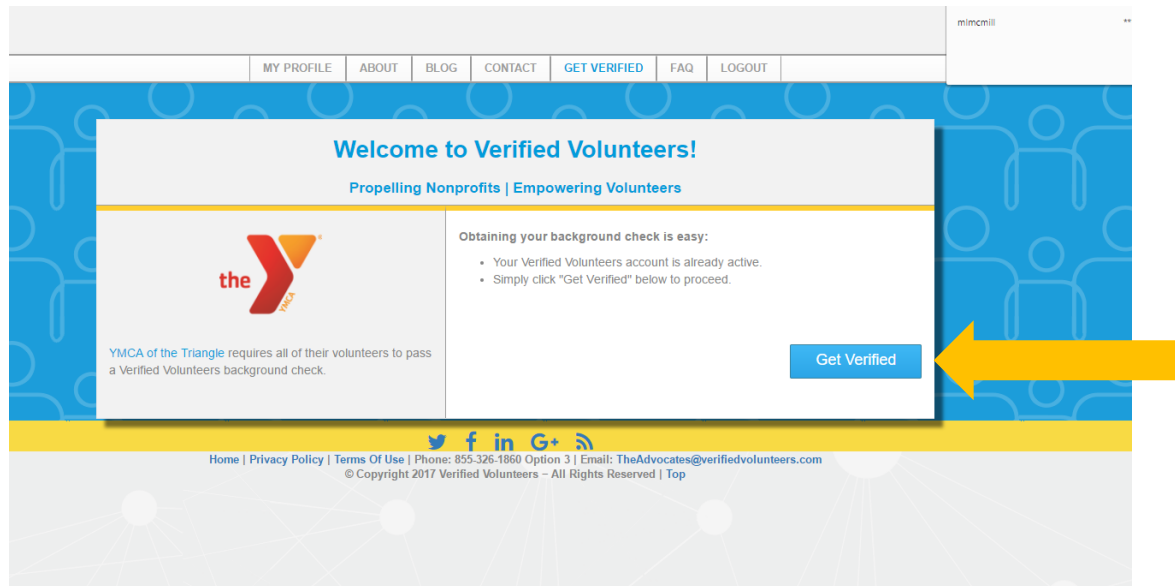 mlmcmill **
MY PROFILE ABOUT BLOG CONTACT GET VERIFIED FAQ LOGOUT
Welcome to Verified Volunteers!
Propelling Nonprofits | Empowering Volunteers
the
YMCA
YMCA of the Triangle requires all of their volunteers to pass
a Verified Volunteers background check.
Obtaining your background check is easy:
• Your Verified Volunteers account is already active.
• Simply click "Get Verified" below to proceed.
Get Verified
Home | Privacy Policy | Terms Of Use | Phone: 855-326-1860 Option 3 | Email: TheAdvocates@verifiedvolunteers.com
© Copyright 2017 Verified Volunteers – All Rights Reserved | Top